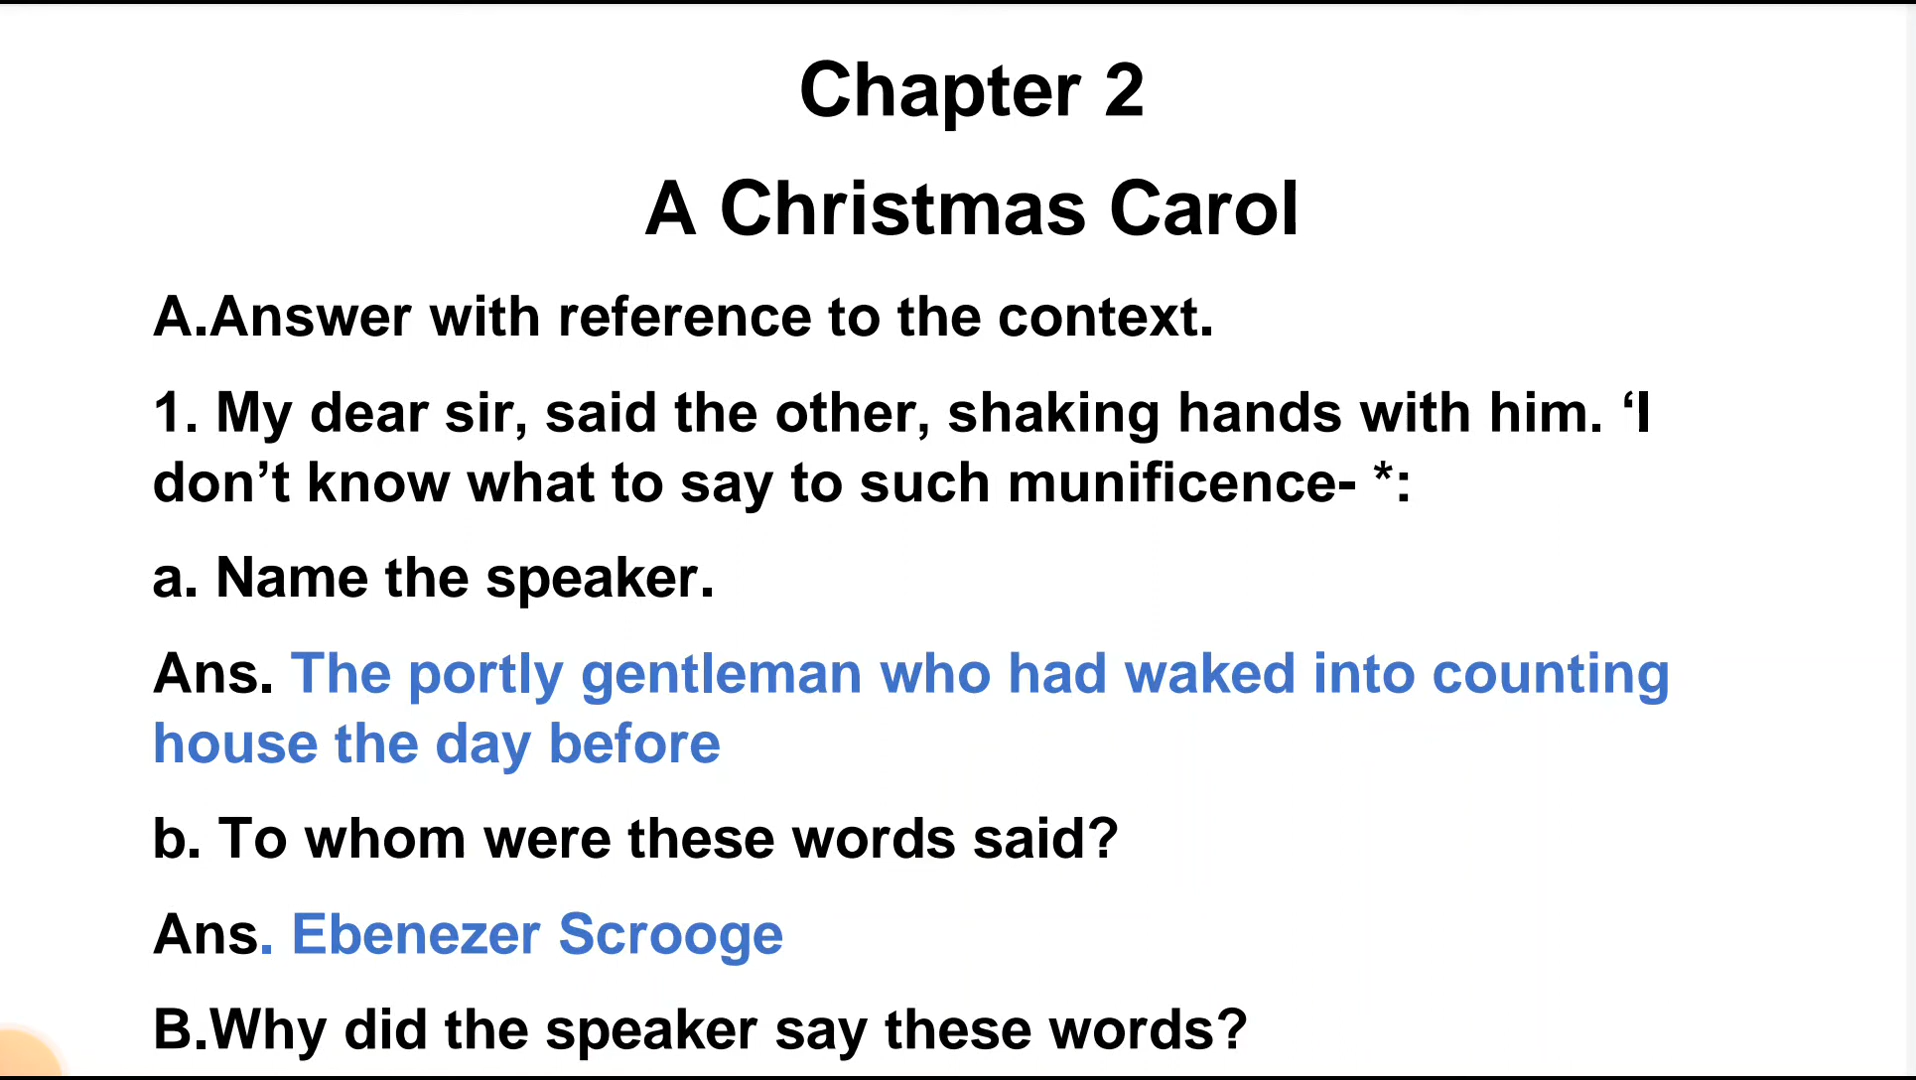 Chapter 2
A Christmas Carol
A.Answer with reference to the context.
1. My dear sir, said the other, shaking hands with him. ‘I
don’t know what to say to such munificence- *:
a. Name the speaker.
Ans. The portly gentleman who had waked into counting
house the day before
b. To whom were these words said?
Ans. Ebenezer Scrooge
B.Why did the speaker say these words?